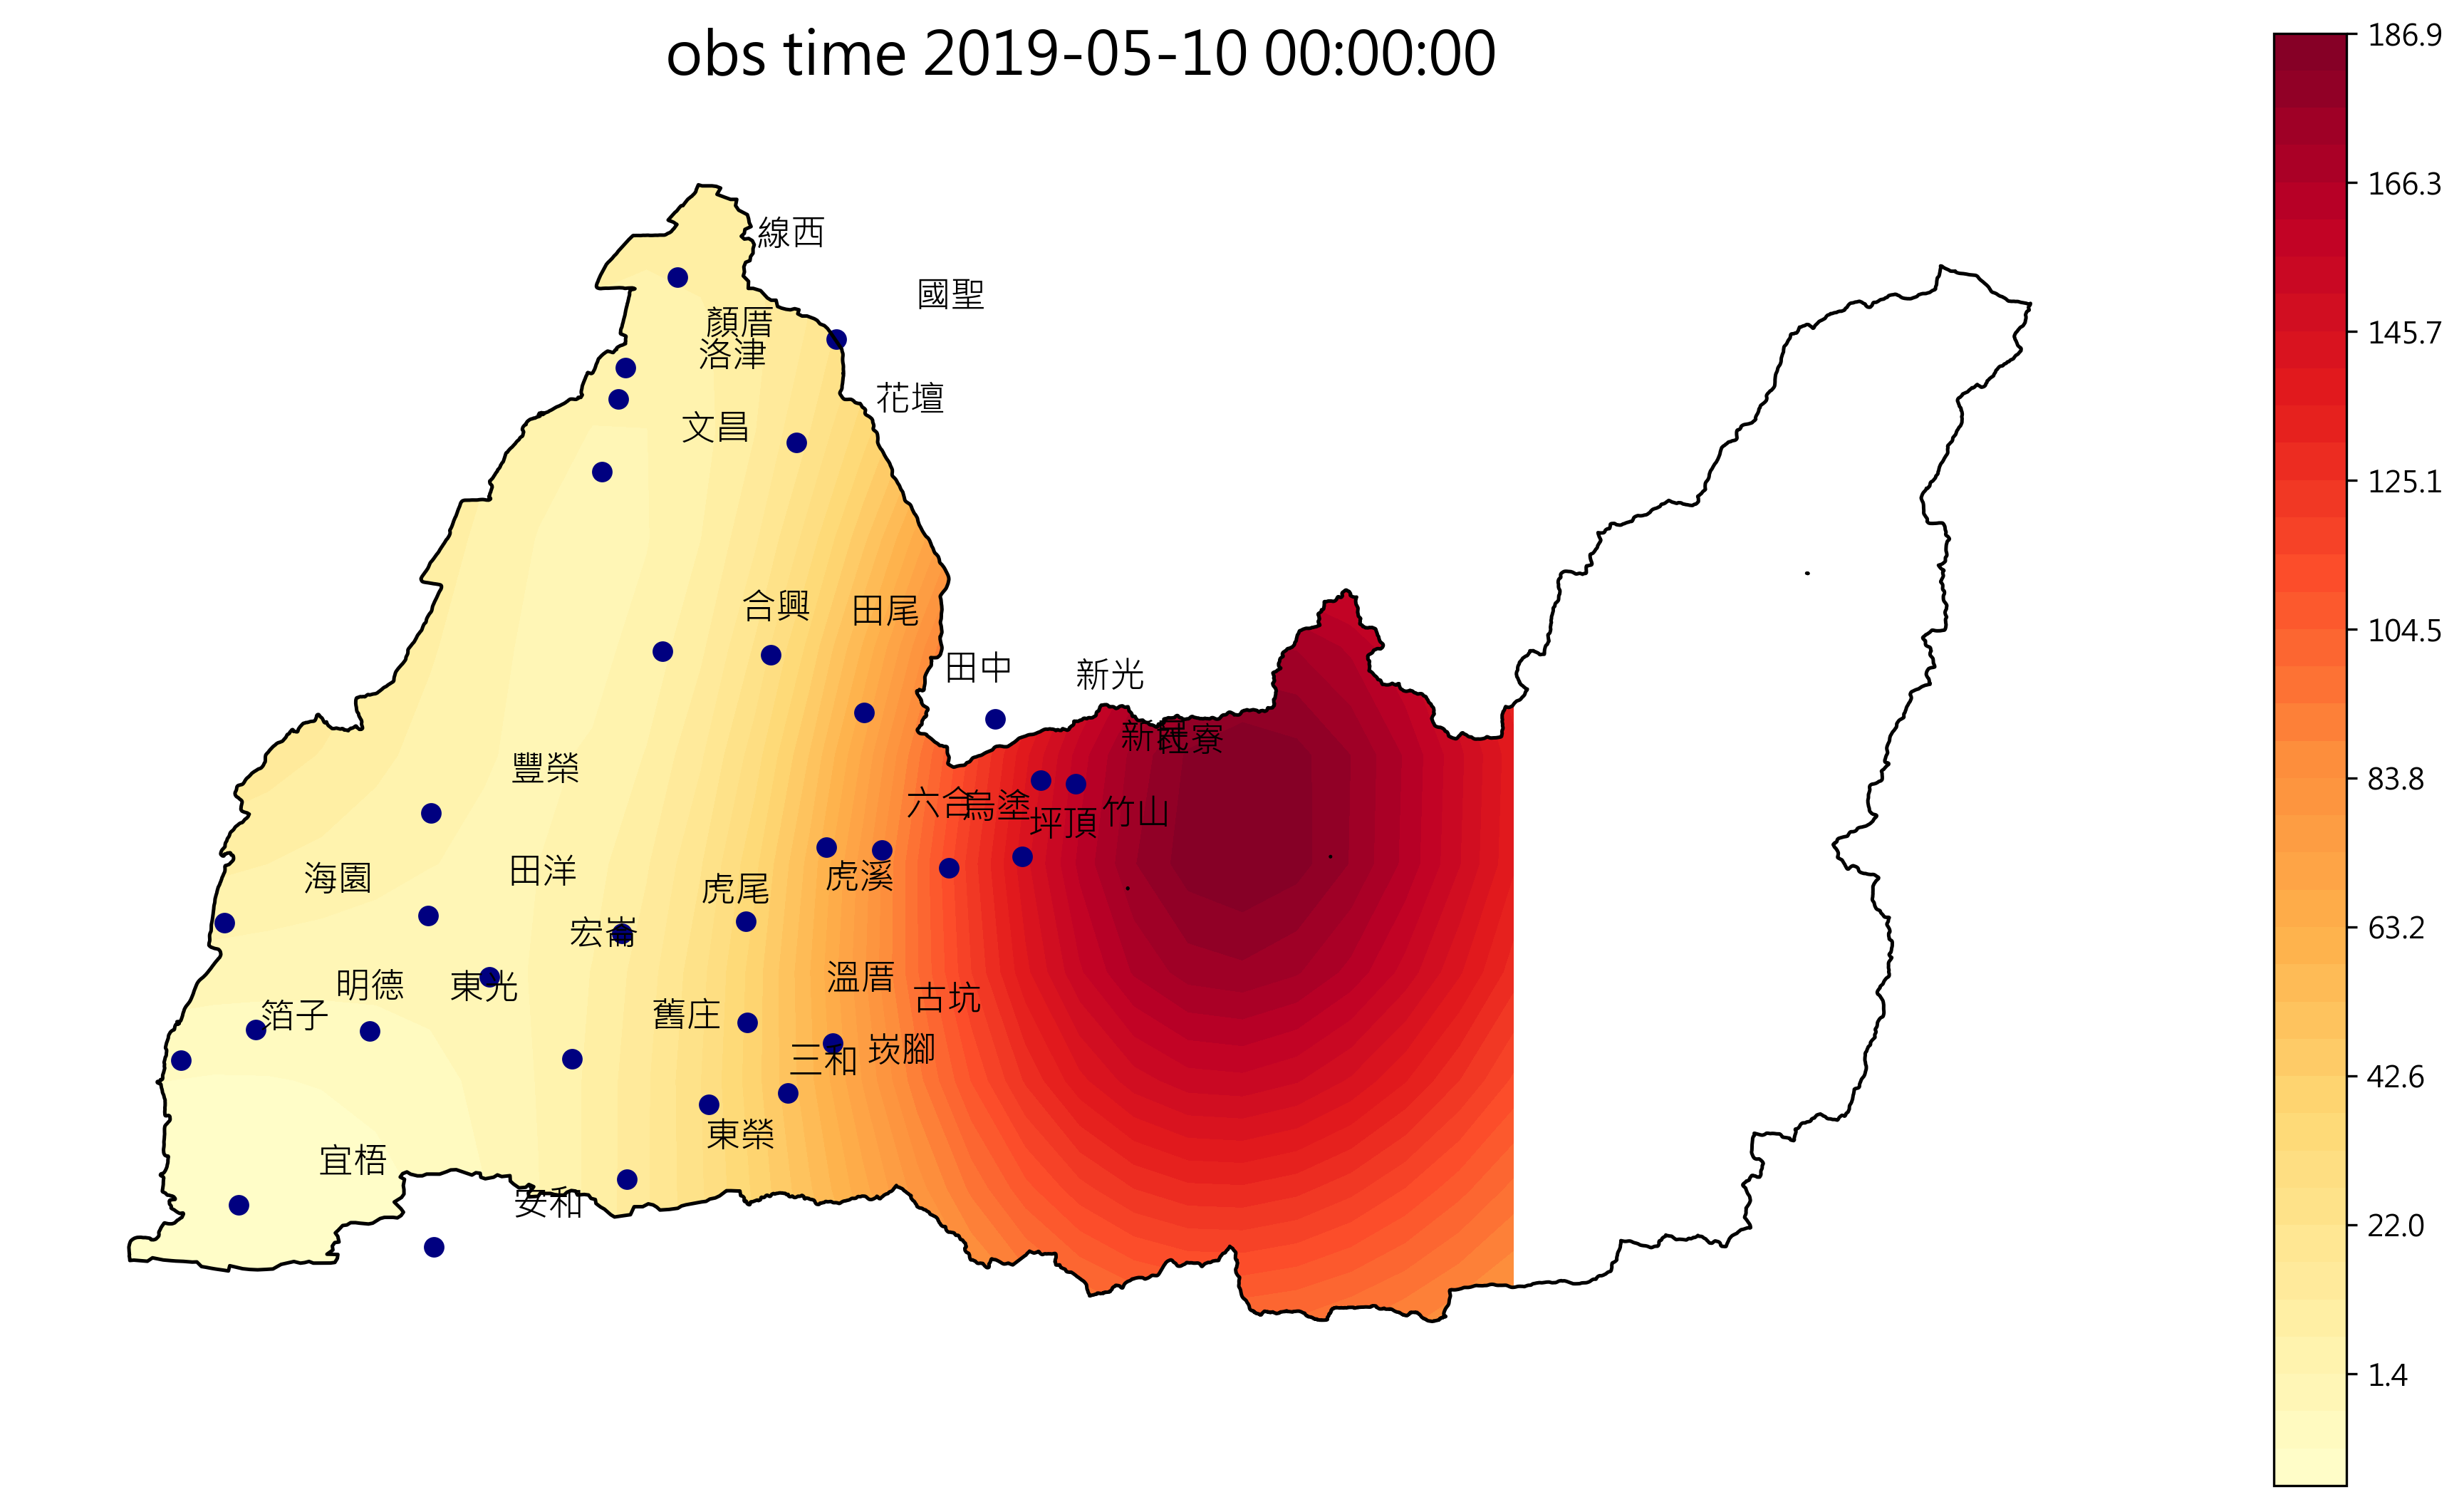 obs time 2019-05-10 00:00:00
線西
國聖
顏厝
洛津
花壇
文昌
合興
田尾
田中
新光
新民
社寮
豐榮
六合
烏塗
坪頂
竹山
海園
田洋
虎尾
虎溪
宏崙
明德
東光
箔子
溫厝
古坑
舊庄
三和
崁腳
東榮
宜梧
安和
186.9
166.3
145.7
125.1
104.5
83.8
63.2
42.6
22.0
1.4